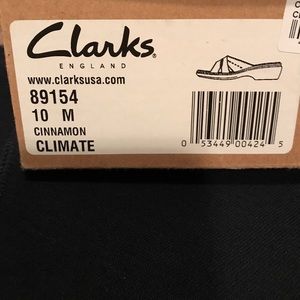 Clarks
ENGLAND
www.clarksusa.com
89154
10 M
CINNAMON
CLIMATE
0 53449 00424 5